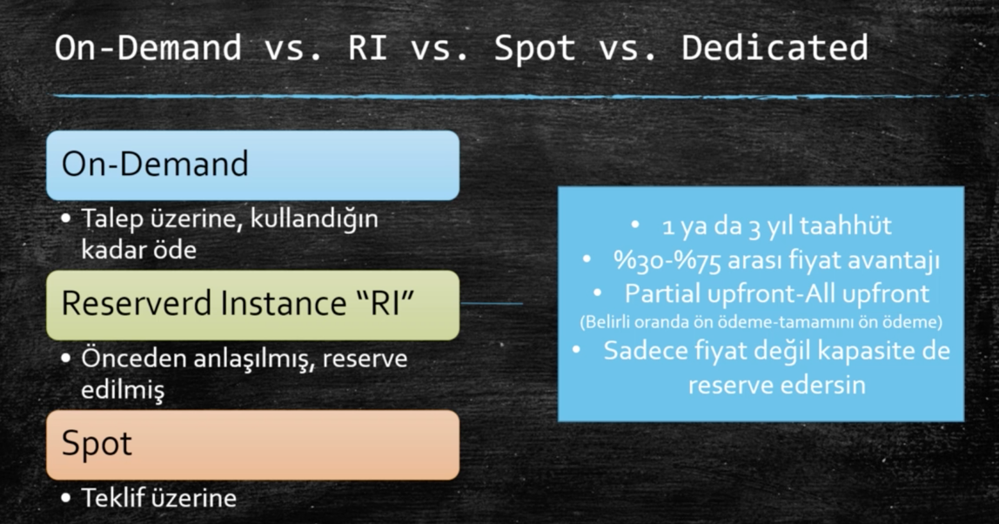 On-Demand vs. RI vs. Spot vs. Dedicated
On-Demand
• Talep üzerine, kullandığın
kadar öde
Reserverd Instance “RI”
• Önceden anlaşılmış, reserve
edilmiş
Spot
• Teklif üzerine
• 1 ya da 3 yıl taahhüt
• %30-%75 arası fiyat avantajı
• Partial upfront-All upfront
(Belirli oranda ön ödeme-tamamını ön ödeme)
• Sadece fiyat değil kapasite de
reserve edersin